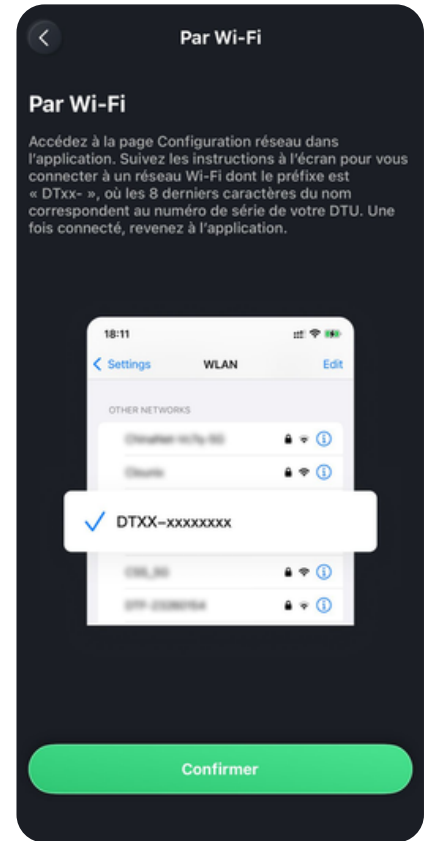 Par Wi-Fi
Par Wi-Fi
Accédez à la page Configuration réseau dans
l'application. Suivez les instructions à l'écran pour vous
connecter à un réseau Wi-Fi dont le préfixe est
« DTxx- », où les 8 derniers caractères du nom
correspondent au numéro de série de votre DTU. Une
fois connecté, revenez à l'application.
18:11
Settings WLAN Edit
OTHER NETWORKS
DTXX-xxxxxxxx
Confirmer